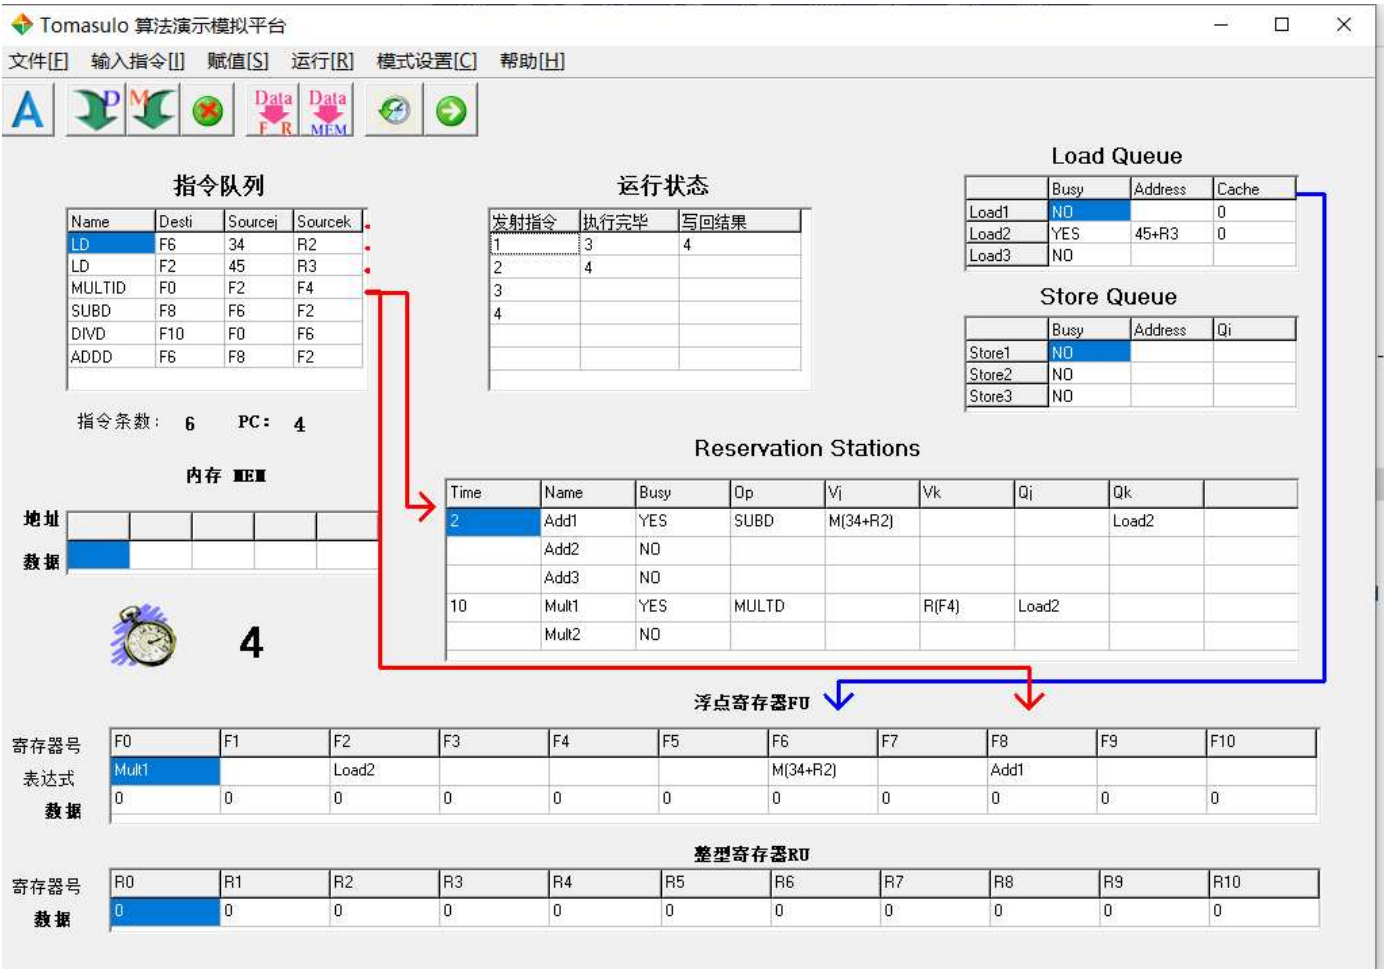 Tomasulo 算法演示模拟平台
文件[F] 输入指令[I] 赋值[S] 运行[R] 模式设置[C] 帮助[H]
A D M Data F R Data MEM
指令队列
Name Desti Sourcej Sourcek
LD F6 34 R2
LD F2 45 R3
MULTID F0 F2 F4
SUBD F8 F6 F2
DIVD F10 F0 F6
ADDD F6 F8 F2
指令条数: 6 PC: 4
运行状态
发射指令 执行完毕 写回结果
1 3 4
2 4
3
4
Load Queue
Busy Address Cache
Load1 NO 0
Load2 YES 45+R3 0
Load3 NO
Store Queue
Busy Address Qi
Store1 NO
Store2 NO
Store3 NO
内存 MEM
地址
数据
4
Reservation Stations
Time Name Busy Op Vj Vk Qj Qk
2 Add1 YES SUBD M(34+R2) Load2
Add2 NO
Add3 NO
10 Mult1 YES MULTD R(F4) Load2
Mult2 NO
浮点寄存器FU
寄存器号 F0 F1 F2 F3 F4 F5 F6 F7 F8 F9 F10
表达式 Mult1 Load2 M(34+R2) Add1
数据 0 0 0 0 0 0 0 0 0 0 0
整型寄存器RU
寄存器号 R0 R1 R2 R3 R4 R5 R6 R7 R8 R9 R10
数据 0 0 0 0 0 0 0 0 0 0 0